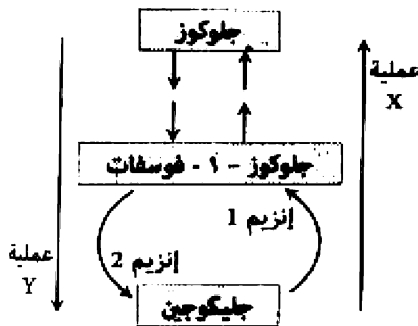 جلوكوز
عملية
X
جلوكوز - ١ - فوسفات
إنزيم 1
إنزيم 2
عملية
Y
جليكوجين